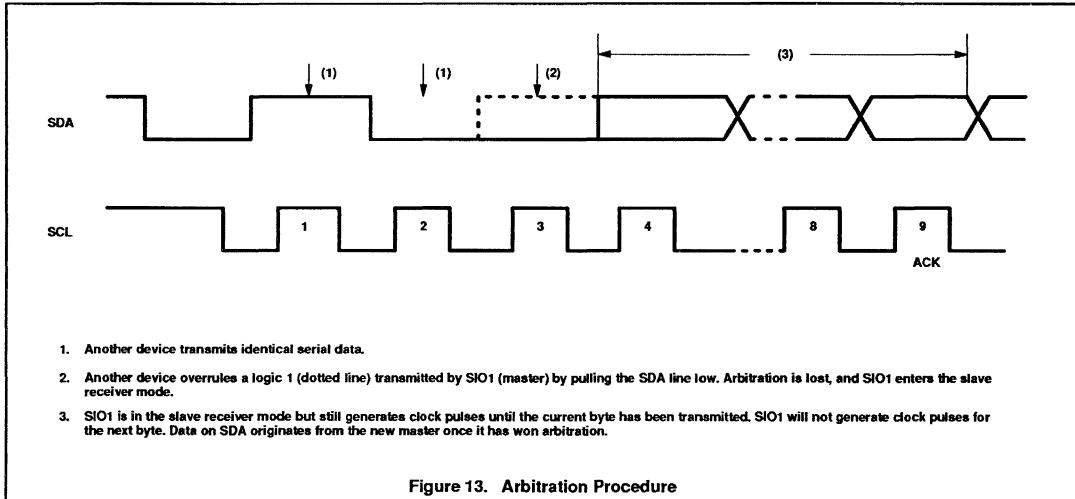 (3)
(1) (1) (2)
SDA
SCL
1 2 3 4 8 9
ACK
1. Another device transmits identical serial data.
2. Another device overrules a logic 1 (dotted line) transmitted by SIO1 (master) by pulling the SDA line low. Arbitration is lost, and SIO1 enters the slave
receiver mode.
3. SIO1 is in the slave receiver mode but still generates clock pulses until the current byte has been transmitted. SIO1 will not generate clock pulses for
the next byte. Data on SDA originates from the new master once it has won arbitration.
Figure 13. Arbitration Procedure